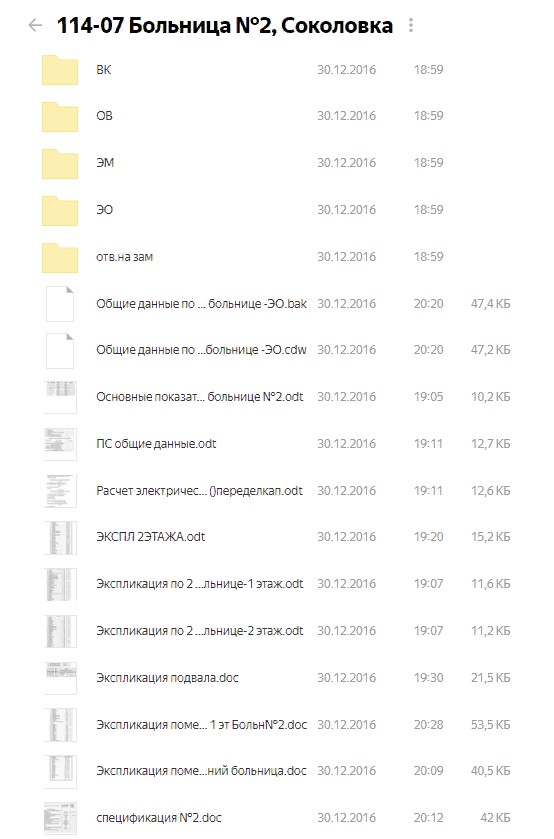 114-07 Больница №2, Соколовка
ВК 30.12.2016 18:59
ОВ 30.12.2016 18:59
ЭМ 30.12.2016 18:59
ЭО 30.12.2016 18:59
отв.на зам 30.12.2016 18:59
Общие данные по ... больнице -ЭО.bak 30.12.2016 20:20 47,4 КБ
Общие данные по ...больнице -ЭО.cdw 30.12.2016 20:20 47,2 КБ
Основные показат... больнице №2.odt 30.12.2016 19:05 10,2 КБ
ПС общие данные.odt 30.12.2016 19:11 12,7 КБ
Расчет электричес... ()переделкап.odt 30.12.2016 19:11 12,6 КБ
ЭКСПЛ 2ЭТАЖА.odt 30.12.2016 19:20 15,2 КБ
Экспликация по 2 ...льнице-1 этаж.odt 30.12.2016 19:07 11,6 КБ
Экспликация по 2 ...льнице-2 этаж.odt 30.12.2016 19:07 11,2 КБ
Экспликация подвала.doc 30.12.2016 19:30 21,5 КБ
Экспликация поме... 1 эт Больн№2.doc 30.12.2016 20:28 53,5 КБ
Экспликация поме...ний больница.doc 30.12.2016 20:09 40,5 КБ
спецификация №2.doc 30.12.2016 20:12 42 КБ